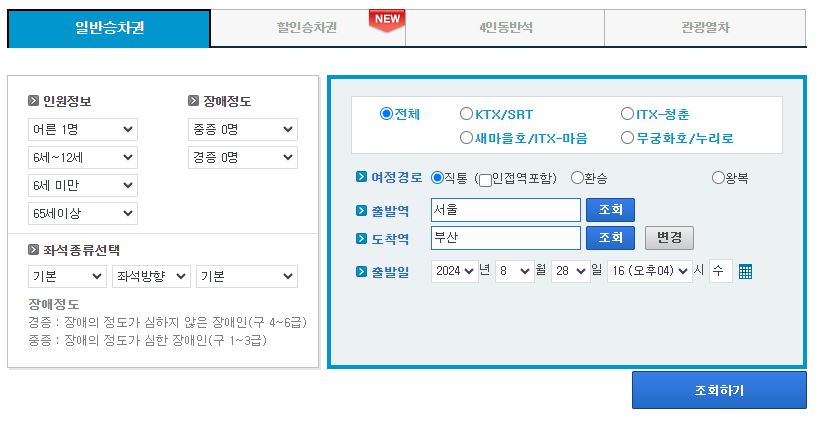 일반승차권 할인승차권 NEW 4인동반석 관광열차
인원정보 장애정도
어른 1명 중증 0명
6세~12세 경증 0명
6세 미만
65세이상
좌석종류선택
기본 좌석방향 기본
장애정도
경증 : 장애의 정도가 심하지 않은 장애인(구 4~6급)
중증 : 장애의 정도가 심한 장애인(구 1~3급)
전체 KTX/SRT ITX-청춘
새마을호/ITX-마음 무궁화호/누리로
여정경로 직통 (인접역포함) 환승 왕복
출발역 서울 조회
도착역 부산 조회 변경
출발일 2024 년 8 월 28 일 16 (오후04) 시 수
조회하기